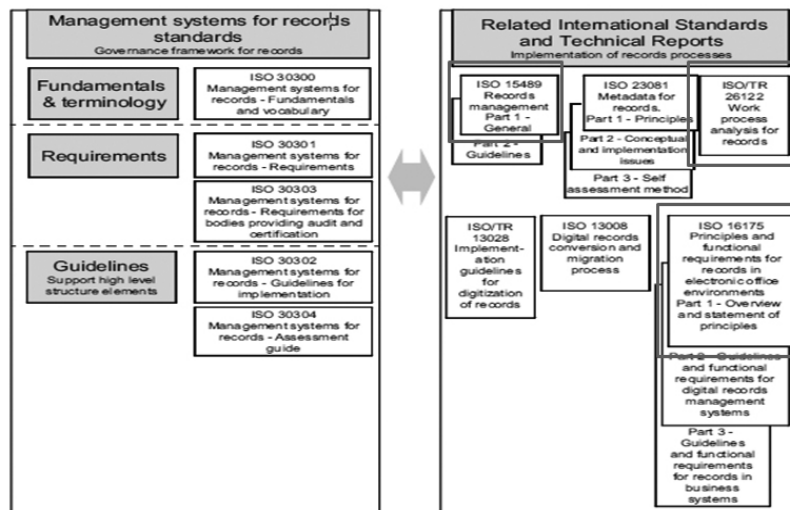 Management systems for records
standards
Governance framework for records
Fundamentals
& terminology
ISO 30300
Management systems for
records - Fundamentals
and vocabulary
Requirements
ISO 30301
Management systems for
records - Requirements
ISO 30303
Management systems for
records - Requirements for
bodies providing audit and
certification
Guidelines
Support high level
structure elements
ISO 30302
Management systems for
records - Guidelines for
implementation
ISO 30304
Management systems for
records - Assessment
guide
Related International Standards
and Technical Reports
Implementation of records processes
ISO 15489
Records
management
Part 1 -
General
Part 2 -
Guidelines
ISO 23081
Metadata for
records.
Part 1 - Principles
Part 2 - Conceptual
and implementation
issues
Part 3 - Self
assessment method
ISO/TR
26122
Work
process
analysis for
records
ISO/TR
13028
Implement-
ation
guidelines
for
digitization
of records
ISO 13008
Digital records
conversion and
migration
process
ISO 16175
Principles and
functional
requirements for
records in
electronic office
environments
Part 1 - Overview
and statement of
principles
Part 2 - Guidelines
and functional
requirements for
digital records
management
systems
Part 3 -
Guidelines
and functional
requirements
for records in
business
systems